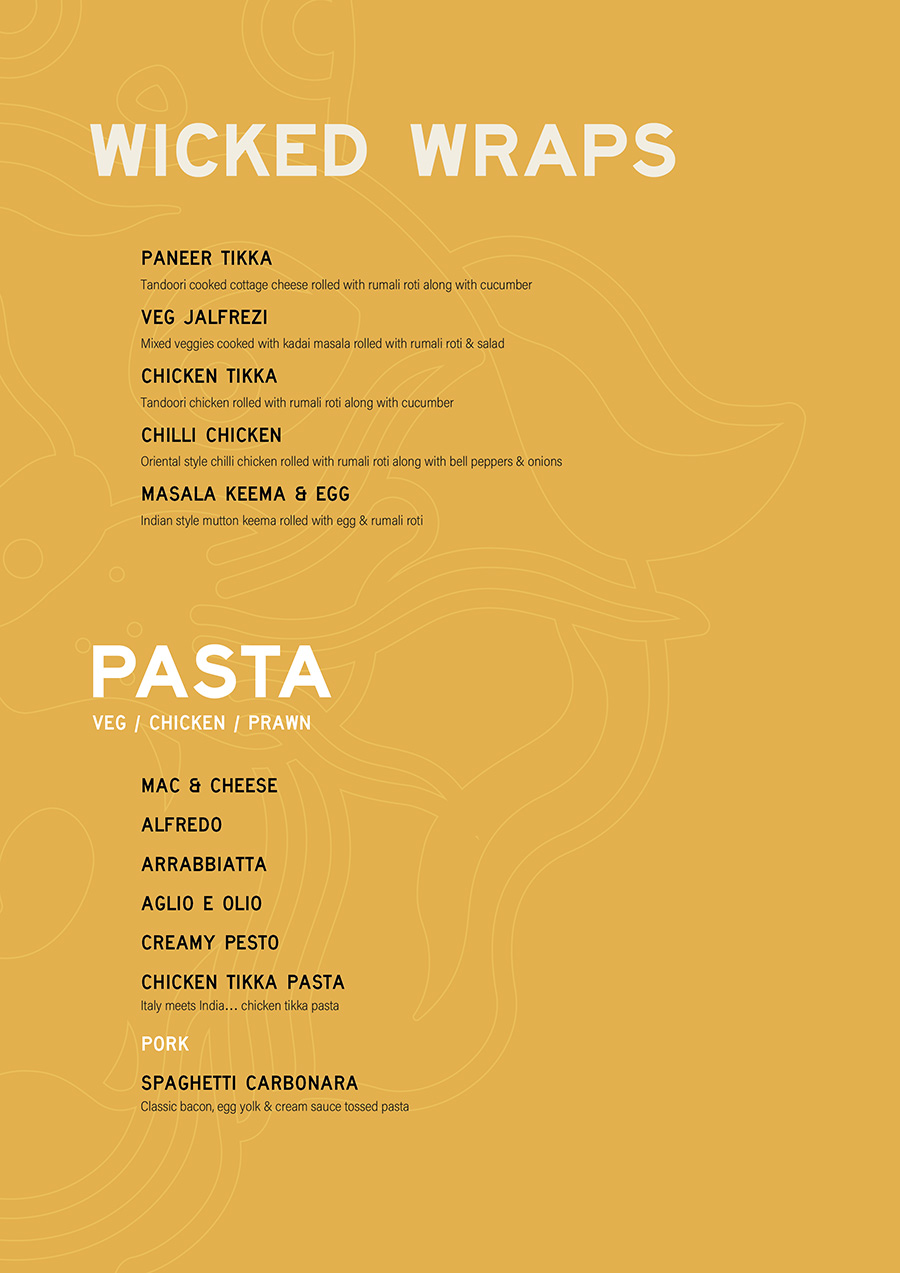 WICKED WRAPS
PANEER TIKKA
Tandoori cooked cottage cheese rolled with rumali roti along with cucumber
VEG JALFREZI
Mixed veggies cooked with kadai masala rolled with rumali roti & salad
CHICKEN TIKKA
Tandoori chicken rolled with rumali roti along with cucumber
CHILLI CHICKEN
Oriental style chilli chicken rolled with rumali roti along with bell peppers & onions
MASALA KEEMA & EGG
Indian style mutton keema rolled with egg & rumali roti
PASTA
VEG / CHICKEN / PRAWN
MAC & CHEESE
ALFREDO
ARRABBIATTA
AGLIO E OLIO
CREAMY PESTO
CHICKEN TIKKA PASTA
Italy meets India... chicken tikka pasta
PORK
SPAGHETTI CARBONARA
Classic bacon, egg yolk & cream sauce tossed pasta